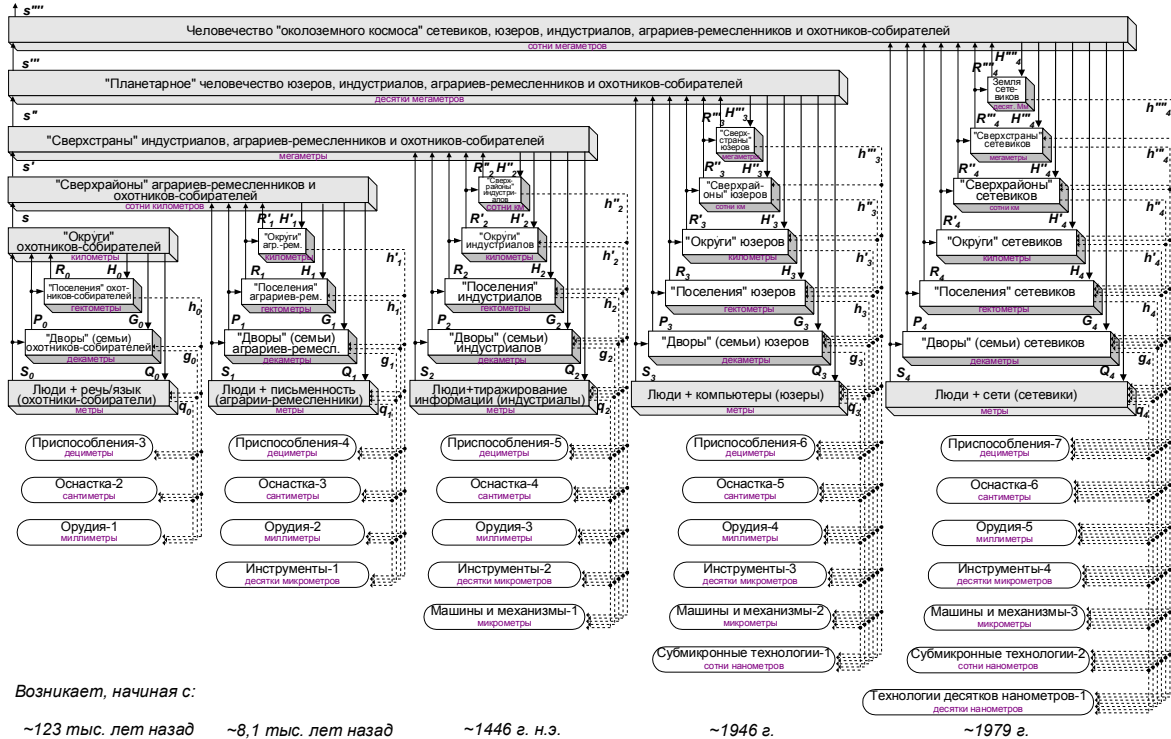 s''''
Человечество "околоземного космоса" сетевиков, юзеров, индустриалов, аграриев-ремесленников и охотников-собирателей
сотни мегаметров
s'''
"Планетарное" человечество юзеров, индустриалов, аграриев-ремесленников и охотников-собирателей
десятки мегаметров
s''
"Сверхстраны" индустриалов, аграриев-ремесленников и охотников-собирателей
мегаметры
s'
"Сверхрайоны" аграриев-ремесленников и
охотников-собирателей
сотни километров
s
"Округи"
охотников-собирателей
километры
R0 H0
"Поселения" охот-
ников-собирателей
гектометры
h0
P0 G0
"Дворы" (семьи)
охотников-собирателей
декаметры
g0
S0 Q0
Люди + речь/язык
(охотники-собиратели)
метры
q0
Приспособления-3
дециметры
Оснастка-2
сантиметры
Орудия-1
миллиметры
R'1 H'1
"Округи"
агр.-рем.
километры
h'1
R1 H1
"Поселения"
аграриев-рем.
гектометры
h1
P1 G1
"Дворы" (семьи)
аграриев-ремесл.
декаметры
g1
S1 Q1
Люди + письменность
(аграрии-ремесленники)
метры
q1
Приспособления-4
дециметры
Оснастка-3
сантиметры
Орудия-2
миллиметры
Инструменты-1
десятки микрометров
R''2 H''2
"Сверх-
районы"
индустри-
алов
сотни км
h''2
R'2 H'2
"Округи"
индустриалов
километры
h'2
R2 H2
"Поселения"
индустриалов
гектометры
h2
P2 G2
"Дворы" (семьи)
индустриалов
декаметры
g2
S2 Q2
Люди+тиражирование
информации (индустриалы)
метры
q2
Приспособления-5
дециметры
Оснастка-4
сантиметры
Орудия-3
миллиметры
Инструменты-2
десятки микрометров
Машины и механизмы-1
микрометры
R'''3 H'''3
"Сверх-
страны"
юзеров
мегаметры
h'''3
R''3 H''3
"Сверхрай-
оны" юзеров
сотни км
h''3
R'3 H'3
"Округи" юзеров
километры
h'3
R3 H3
"Поселения" юзеров
гектометры
h3
P3 G3
"Дворы" (семьи) юзеров
декаметры
g3
S3 Q3
Люди + компьютеры (юзеры)
метры
q3
Приспособления-6
дециметры
Оснастка-5
сантиметры
Орудия-4
миллиметры
Инструменты-3
десятки микрометров
Машины и механизмы-2
микрометры
Субмикронные технологии-1
сотни нанометров
R''''4 H''''4
Земля
сете-
виков
десят. Мм
h''''4
R'''4 H'''4
"Сверхстраны"
сетевиков
мегаметры
h'''4
R''4 H''4
"Сверхрайоны"
сетевиков
сотни км
h''4
R'4 H'4
"Округи" сетевиков
километры
h'4
R4 H4
"Поселения" сетевиков
гектометры
h4
P4 G4
"Дворы" (семьи) сетевиков
декаметры
g4
S4 Q4
Люди + сети (сетевики)
метры
q4
Приспособления-7
дециметры
Оснастка-6
сантиметры
Орудия-5
миллиметры
Инструменты-4
десятки микрометров
Машины и механизмы-3
микрометры
Субмикронные технологии-2
сотни нанометров
Технологии десятков нанометров-1
десятки нанометров
Возникает, начиная с:
~123 тыс. лет назад ~8,1 тыс. лет назад ~1446 г. н.э. ~1946 г. ~1979 г.